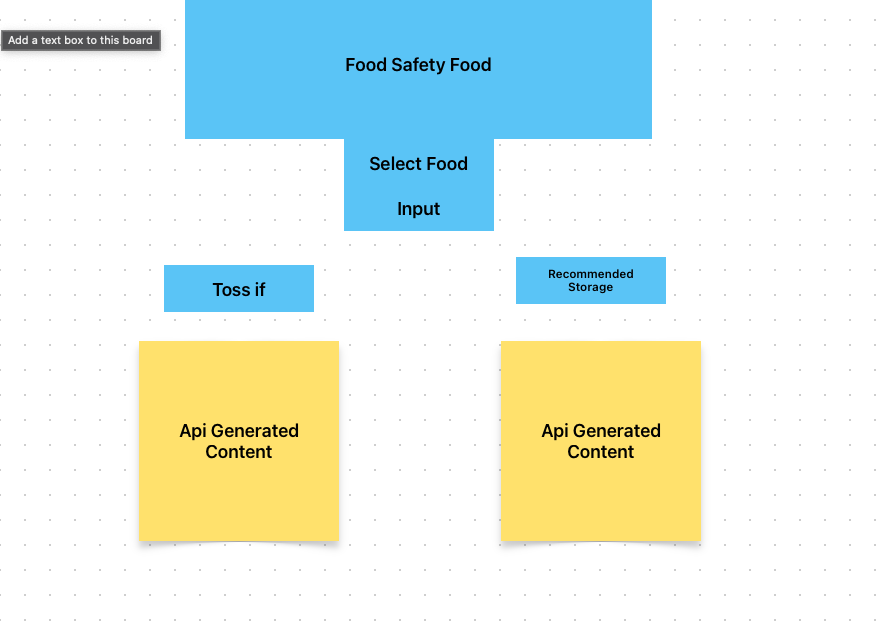 Add a text box to this board
Food Safety Food
Select Food
Input
Toss if
Recommended
Storage
Api Generated
Content
Api Generated
Content